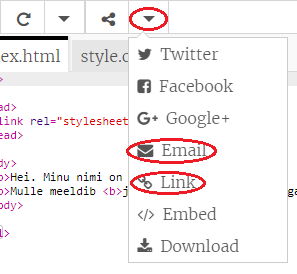 ex.html style.c
Twitter
Facebook
Google+
Email
Link
</> Embed
Download
>
ead>
link rel="stylesheet
ead>
dy>
>Hei. Minu nimi on
>Mulle meeldib <b>j ga
ody>
l>